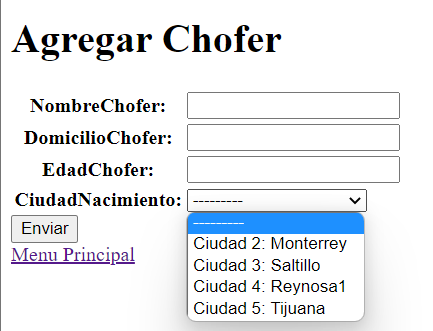 Agregar Chofer
NombreChofer:
DomicilioChofer:
EdadChofer:
CiudadNacimiento: ---------
---------
Ciudad 2: Monterrey
Ciudad 3: Saltillo
Ciudad 4: Reynosa1
Ciudad 5: Tijuana
Enviar
Menu Principal